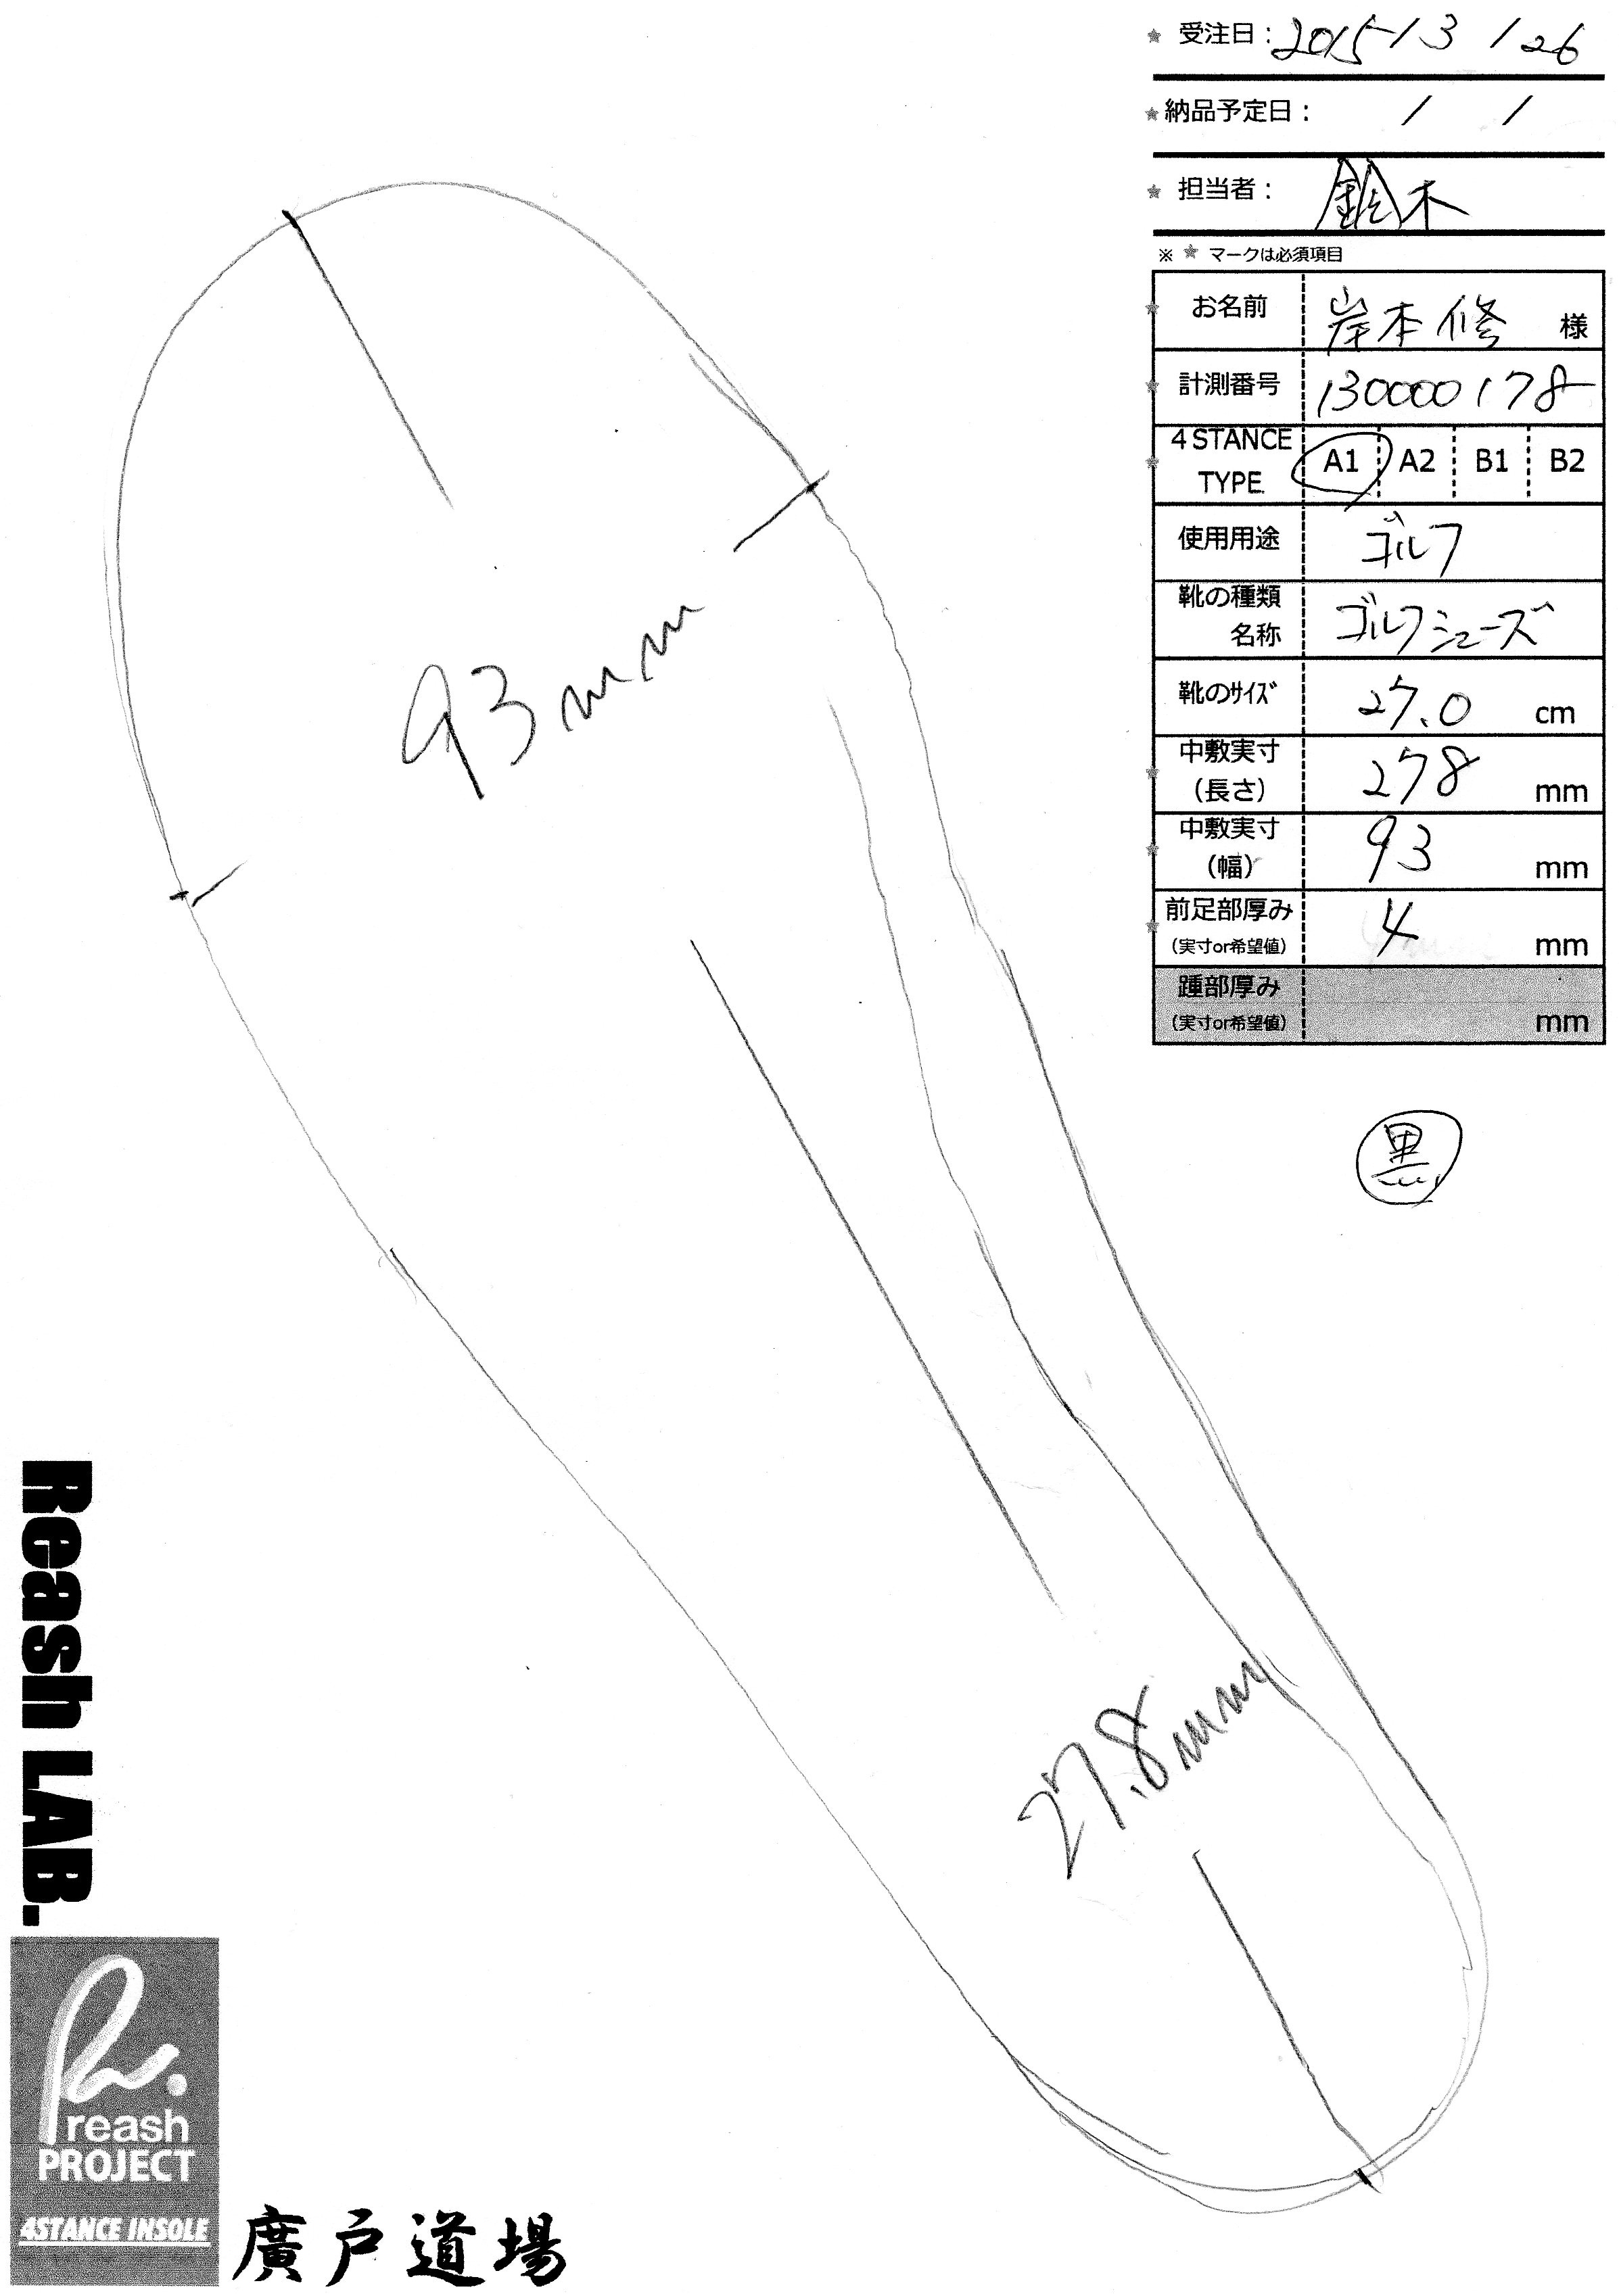 ★ 受注日：2015/3/26
★ 納品予定日： / /
★ 担当者：鈴木
※ ★ マークは必須項目
★ お名前 岸本修 様
★ 計測番号 130000178
★ 4STANCE TYPE. A1 A2 B1 B2
使用用途 ゴルフ
靴の種類
名称 ゴルフシューズ
靴のサイズ 27.0 cm
★ 中敷実寸
（長さ） 278 mm
★ 中敷実寸
（幅） 93 mm
★ 前足部厚み
（実寸or希望値） 4 mm
踵部厚み
（実寸or希望値） mm
黒
93mm
27.8mm
Reash LAB.
reash
PROJECT
4STANCE INSOLE
廣戸道場